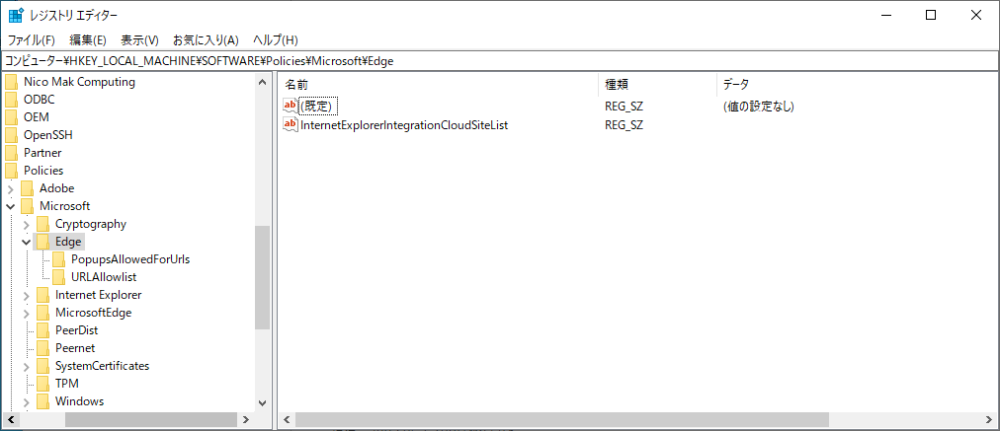 レジストリ エディター
ファイル(F) 編集(E) 表示(V) お気に入り(A) ヘルプ(H)
コンピューター¥HKEY_LOCAL_MACHINE¥SOFTWARE¥Policies¥Microsoft¥Edge
Nico Mak Computing
ODBC
OEM
OpenSSH
Partner
Policies
Adobe
Microsoft
Cryptography
Edge
PopupsAllowedForUrls
URLAllowlist
Internet Explorer
MicrosoftEdge
PeerDist
Peernet
SystemCertificates
TPM
Windows
名前 種類 データ
ab (既定) REG_SZ (値の設定なし)
ab InternetExplorerIntegrationCloudSiteList REG_SZ